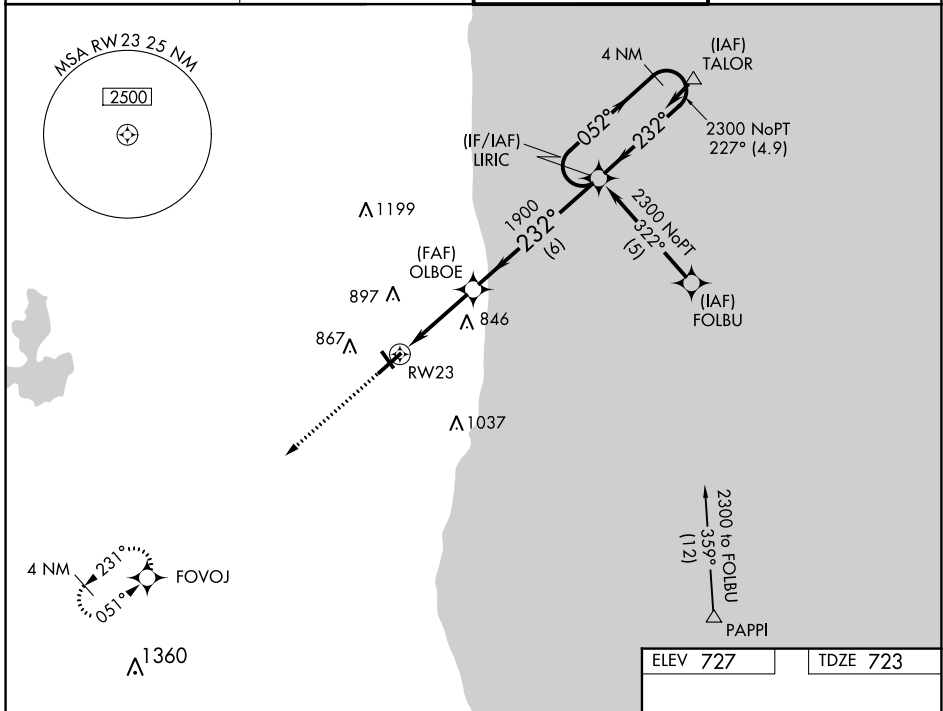 MSA RW23 25 NM
2500
4 NM
(IAF)
TALOR
052°
232°
2300 NoPT
227° (4.9)
(IF/IAF)
LIRIC
1199
1900
232°
(6)
2300 NoPT
322°
(5)
(FAF)
OLBOE
897
846
(IAF)
FOLBU
867
RW23
1037
2300 to FOLBU
359°
(12)
PAPPI
4 NM
231°
051°
FOVOJ
1360
ELEV 727
TDZE 723